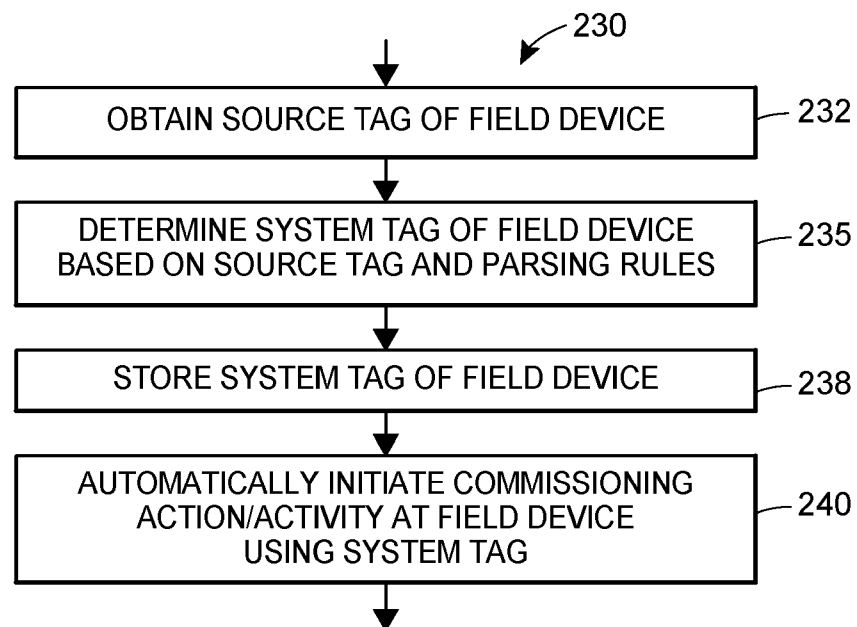 230
OBTAIN SOURCE TAG OF FIELD DEVICE
232
DETERMINE SYSTEM TAG OF FIELD DEVICE
BASED ON SOURCE TAG AND PARSING RULES
235
STORE SYSTEM TAG OF FIELD DEVICE
238
AUTOMATICALLY INITIATE COMMISSIONING
ACTION/ACTIVITY AT FIELD DEVICE
USING SYSTEM TAG
240